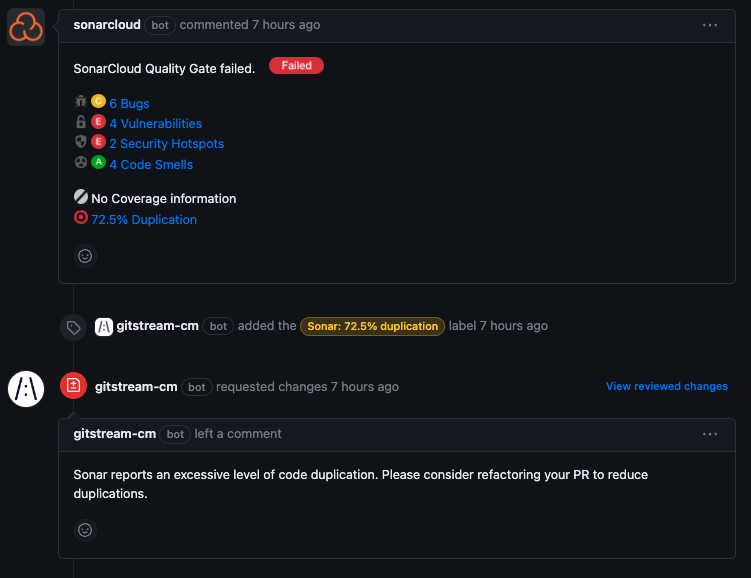 sonarcloud bot commented 7 hours ago
SonarCloud Quality Gate failed. Failed
C 6 Bugs
E 4 Vulnerabilities
E 2 Security Hotspots
A 4 Code Smells
No Coverage information
72.5% Duplication
gitstream-cm bot added the Sonar: 72.5% duplication label 7 hours ago
gitstream-cm bot requested changes 7 hours ago View reviewed changes
gitstream-cm bot left a comment
Sonar reports an excessive level of code duplication. Please consider refactoring your PR to reduce
duplications.